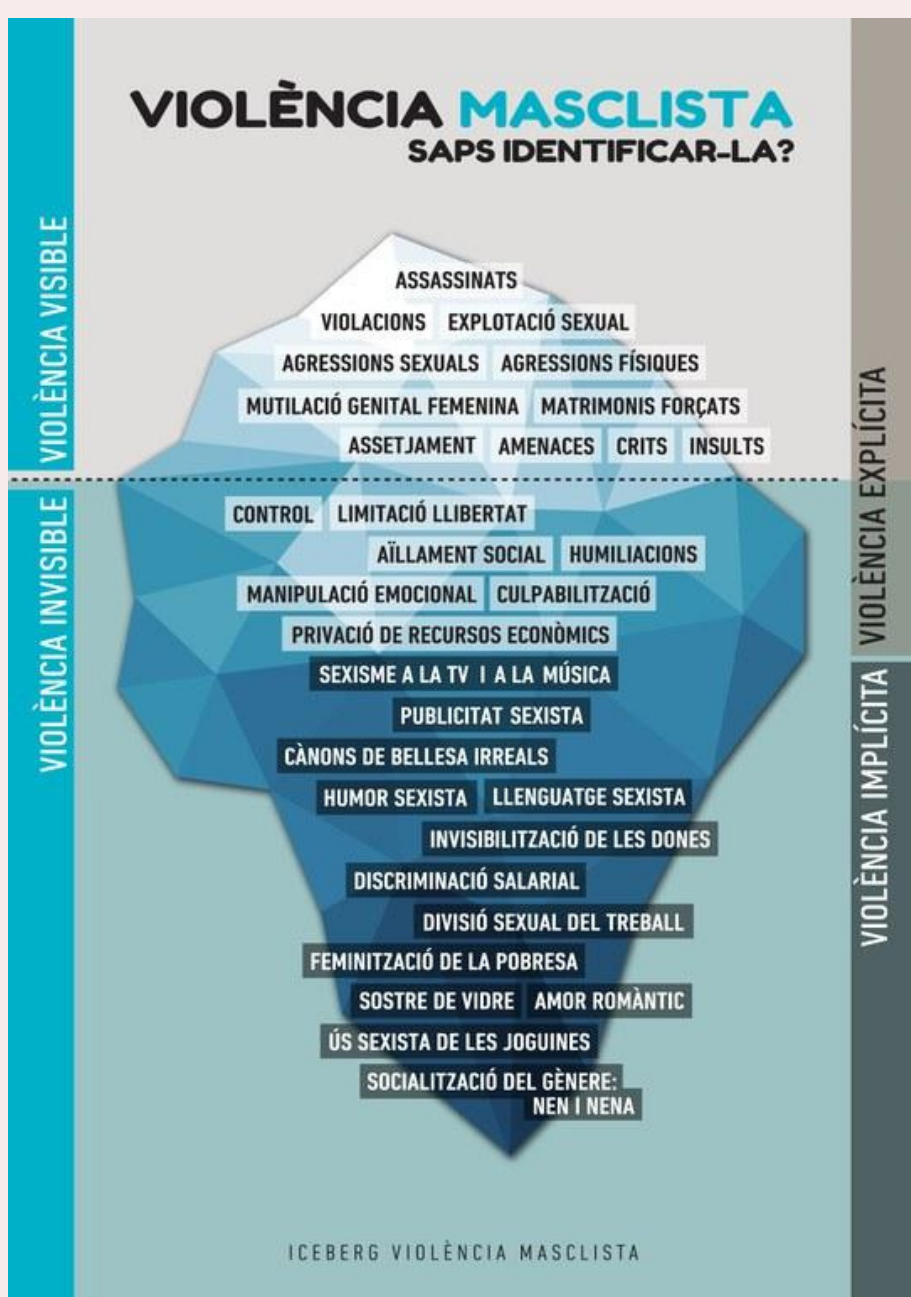 VIOLÈNCIA MASCLISTA
SAPS IDENTIFICAR-LA?
VIOLÈNCIA VISIBLE
VIOLÈNCIA INVISIBLE
ASSASSINATS
VIOLACIONS EXPLOTACIÓ SEXUAL
AGRESSIONS SEXUALS AGRESSIONS FÍSIQUES
MUTILACIÓ GENITAL FEMENINA MATRIMONIS FORÇATS
ASSETJAMENT AMENACES CRITS INSULTS
CONTROL LIMITACIÓ LLIBERTAT
AÏLLAMENT SOCIAL HUMILIACIONS
MANIPULACIÓ EMOCIONAL CULPABILITZACIÓ
PRIVACIÓ DE RECURSOS ECONÒMICS
SEXISME A LA TV I A LA MÚSICA
PUBLICITAT SEXISTA
CÀNONS DE BELLESA IRREALS
HUMOR SEXISTA LLENGUATGE SEXISTA
INVISIBILITZACIÓ DE LES DONES
DISCRIMINACIÓ SALARIAL
DIVISIÓ SEXUAL DEL TREBALL
FEMINITZACIÓ DE LA POBRESA
SOSTRE DE VIDRE AMOR ROMÀNTIC
ÚS SEXISTA DE LES JOGUINES
SOCIALITZACIÓ DEL GÈNERE:
NEN I NENA
VIOLÈNCIA EXPLÍCITA
VIOLÈNCIA IMPLÍCITA
ICEBERG VIOLÈNCIA MASCLISTA